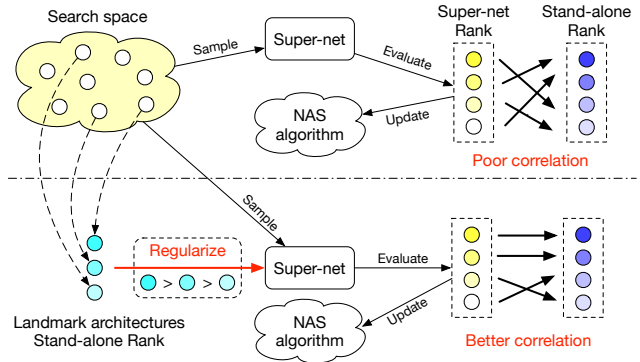 Search space
Sample
Super-net
Evaluate
Update
NAS
algorithm
Super-net
Rank
Stand-alone
Rank
Poor correlation
Sample
Regularize
> >
Super-net
Evaluate
Update
NAS
algorithm
Landmark architectures
Stand-alone Rank
Better correlation